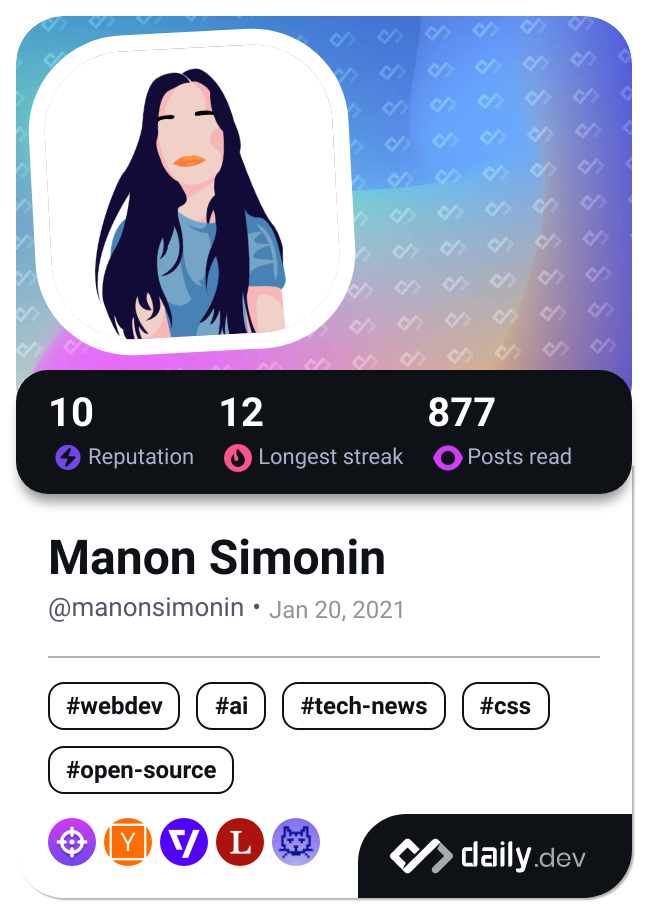 10 12 877
Reputation Longest streak Posts read
Manon Simonin
@manonsimonin • Jan 20, 2021
#webdev #ai #tech-news #css
#open-source
Y L
daily.dev